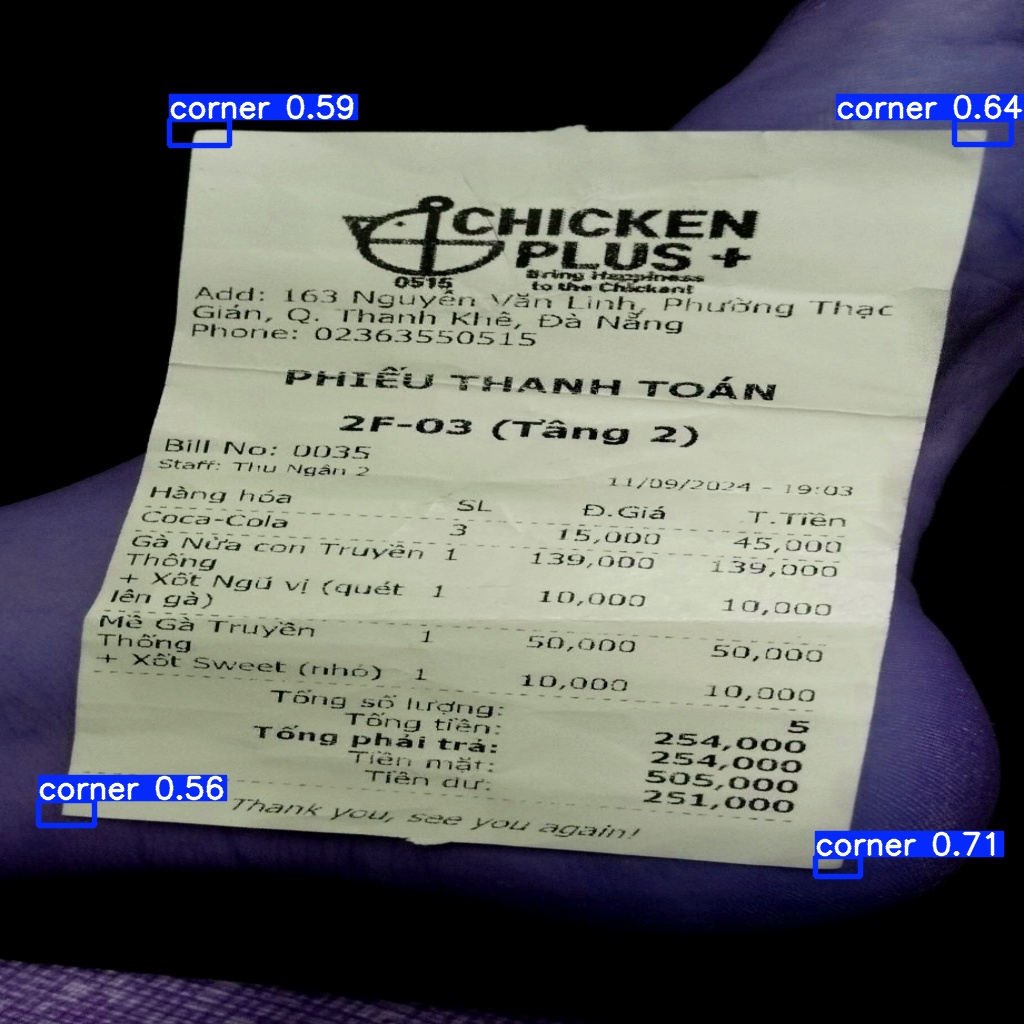 corner 0.59
corner 0.64
CHICKEN
PLUS +
0515
Bring Happiness
to the Chicken!
Add: 163 Nguyễn Văn Linh, Phường Thạc
Gián, Q. Thanh Khê, Đà Nẵng
Phone: 02363550515
PHIẾU THANH TOÁN
2F-03 (Tầng 2)
Bill No: 0035
Staff: Thu Ngân 2
11/09/2024 - 19:03
Hàng hóa SL Đ.Giá T.Tiền
Coca-Cola 3 15,000 45,000
Gà Nửa con Truyền 1 139,000 139,000
Thống
+ Xốt Ngũ vị (quét 1 10,000 10,000
lên gà)
Mề Gà Truyền 1 50,000 50,000
Thống
+ Xốt Sweet (nhỏ) 1 10,000 10,000
Tổng số lượng: 5
Tổng tiền: 254,000
Tổng phải trả: 254,000
Tiền mặt: 505,000
Tiền dư: 251,000
Thank you, see you again!
corner 0.56
corner 0.71